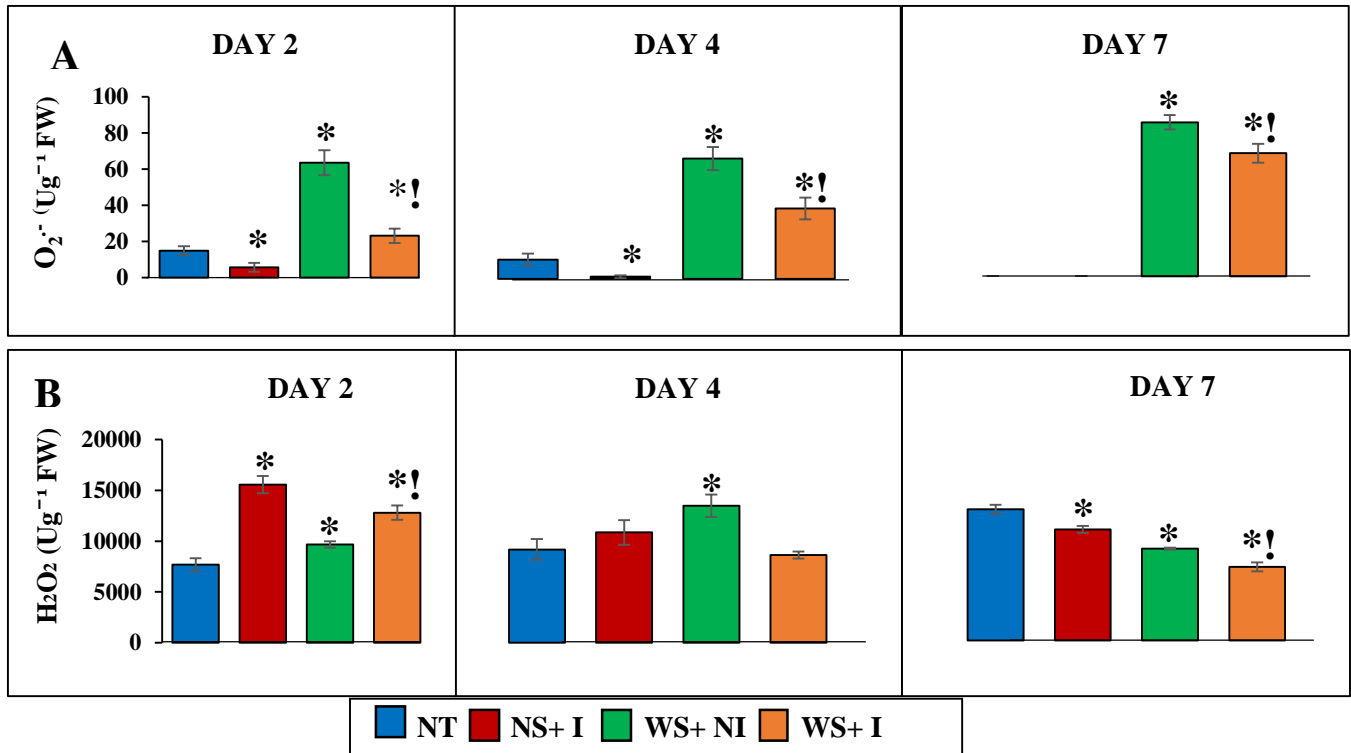 DAY 2
DAY 4
DAY 7
A
O₂·⁻ (Ug⁻¹ FW)
100
80
60
40
20
0
*
*
*!
*
*
*!
*
*!
DAY 2
DAY 4
DAY 7
B
H₂O₂ (Ug⁻¹ FW)
20000
15000
10000
5000
0
*
*
*!
*
*
*
*!
NT NS+ I WS+ NI WS+ I